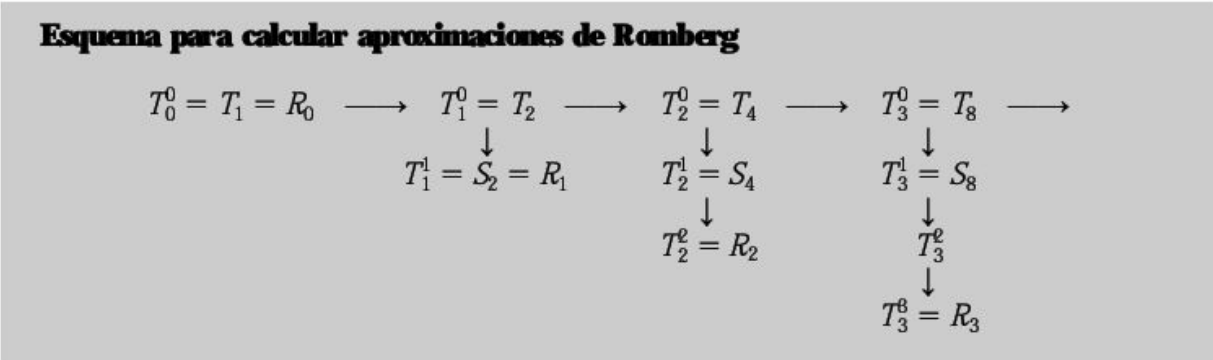 Esquema para calcular aproximaciones de Romberg
T₀⁰ = T₁ = R₀ ⟶ T₁⁰ = T₂ ⟶ T₂⁰ = T₄ ⟶ T₃⁰ = T₈ ⟶
↓ ↓ ↓
T₁¹ = S₂ = R₁ T₂¹ = S₄ T₃¹ = S₈
↓ ↓
T₂² = R₂ T₃²
↓
T₃³ = R₃